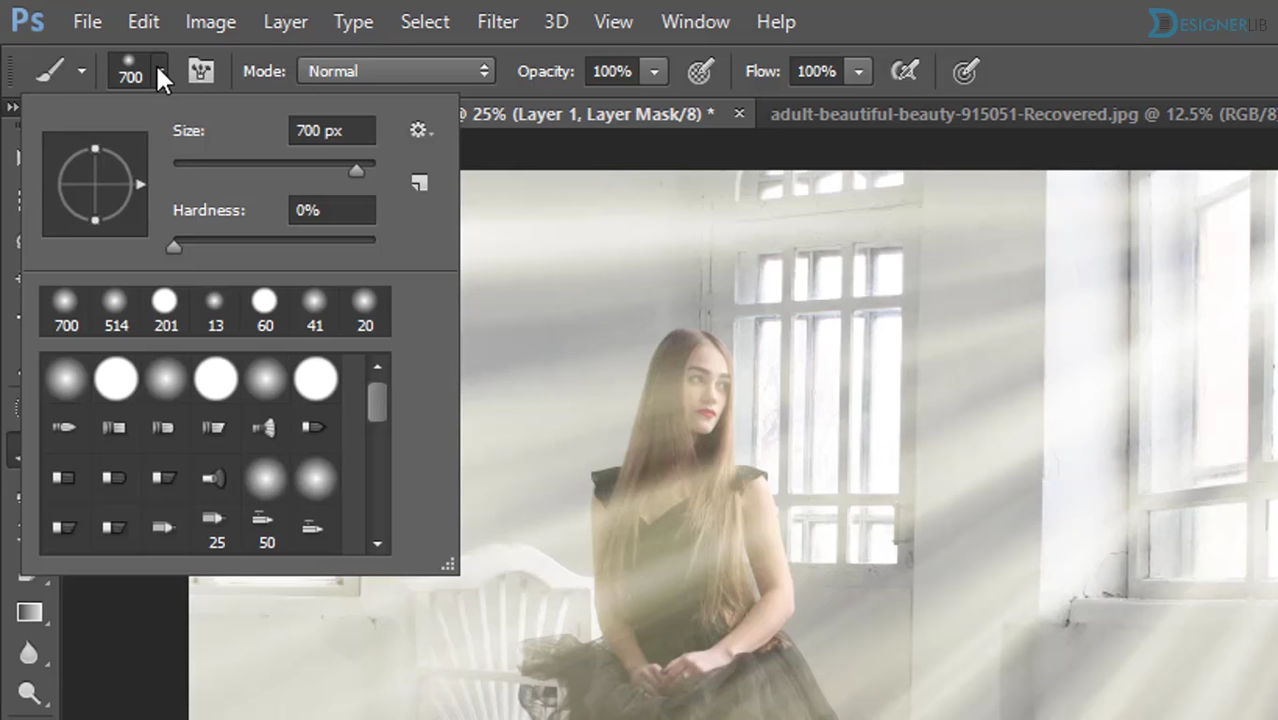 Ps File Edit Image Layer Type Select Filter 3D View Window Help
DESIGNERLIB
700 Mode: Normal Opacity: 100% Flow: 100%
@ 25% (Layer 1, Layer Mask/8) * × adult-beautiful-beauty-915051-Recovered.jpg @ 12.5% (RGB/8
Size: 700 px
Hardness: 0%
700 514 201 13 60 41 20
25 50